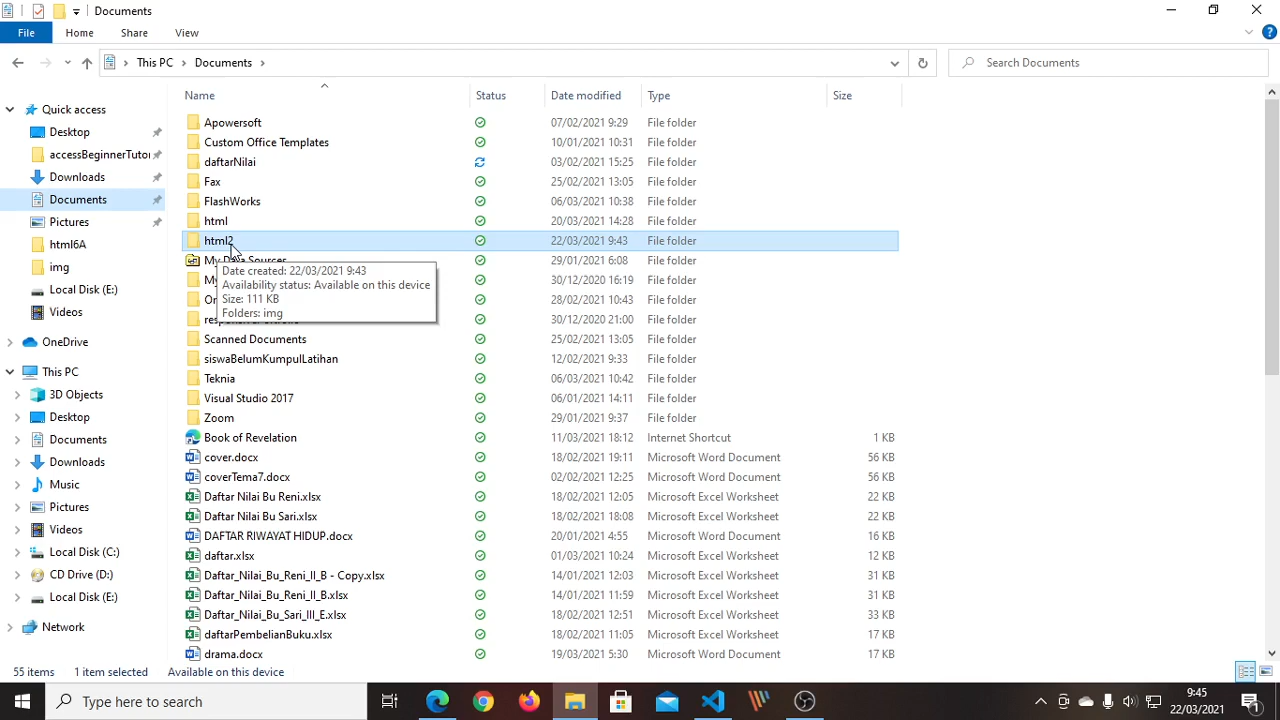 Documents
File Home Share View
This PC Documents
Search Documents
Name Status Date modified Type Size
Quick access
Desktop
accessBeginnerTutor
Downloads
Documents
Pictures
html6A
img
Local Disk (E:)
Videos
OneDrive
This PC
3D Objects
Desktop
Documents
Downloads
Music
Pictures
Videos
Local Disk (C:)
CD Drive (D:)
Local Disk (E:)
Network
Apowersoft 07/02/2021 9:29 File folder
Custom Office Templates 10/01/2021 10:31 File folder
daftarNilai 03/02/2021 15:25 File folder
Fax 25/02/2021 13:05 File folder
FlashWorks 06/03/2021 10:38 File folder
html 20/03/2021 14:28 File folder
html2 22/03/2021 9:43 File folder
My Data Sources 29/01/2021 6:08 File folder
My 30/12/2020 16:19 File folder
28/02/2021 10:43 File folder
30/12/2020 21:00 File folder
Date created: 22/03/2021 9:43
Availability status: Available on this device
Size: 111 KB
Folders: img
Scanned Documents 25/02/2021 13:05 File folder
siswaBelumKumpulLatihan 12/02/2021 9:33 File folder
Teknia 06/03/2021 10:42 File folder
Visual Studio 2017 06/01/2021 14:11 File folder
Zoom 29/01/2021 9:37 File folder
Book of Revelation 11/03/2021 18:12 Internet Shortcut 1 KB
cover.docx 18/02/2021 19:11 Microsoft Word Document 56 KB
coverTema7.docx 02/02/2021 12:25 Microsoft Word Document 56 KB
Daftar Nilai Bu Reni.xlsx 18/02/2021 12:05 Microsoft Excel Worksheet 22 KB
Daftar Nilai Bu Sari.xlsx 18/02/2021 18:08 Microsoft Excel Worksheet 22 KB
DAFTAR RIWAYAT HIDUP.docx 20/01/2021 4:55 Microsoft Word Document 16 KB
daftar.xlsx 01/03/2021 10:24 Microsoft Excel Worksheet 12 KB
Daftar_Nilai_Bu_Reni_II_B - Copy.xlsx 14/01/2021 12:03 Microsoft Excel Worksheet 31 KB
Daftar_Nilai_Bu_Reni_II_B.xlsx 14/01/2021 11:59 Microsoft Excel Worksheet 31 KB
Daftar_Nilai_Bu_Sari_III_E.xlsx 18/02/2021 12:51 Microsoft Excel Worksheet 33 KB
daftarPembelianBuku.xlsx 18/02/2021 11:05 Microsoft Excel Worksheet 17 KB
drama.docx 19/03/2021 5:30 Microsoft Word Document 17 KB
55 items 1 item selected Available on this device
Type here to search
9:45
22/03/2021
1